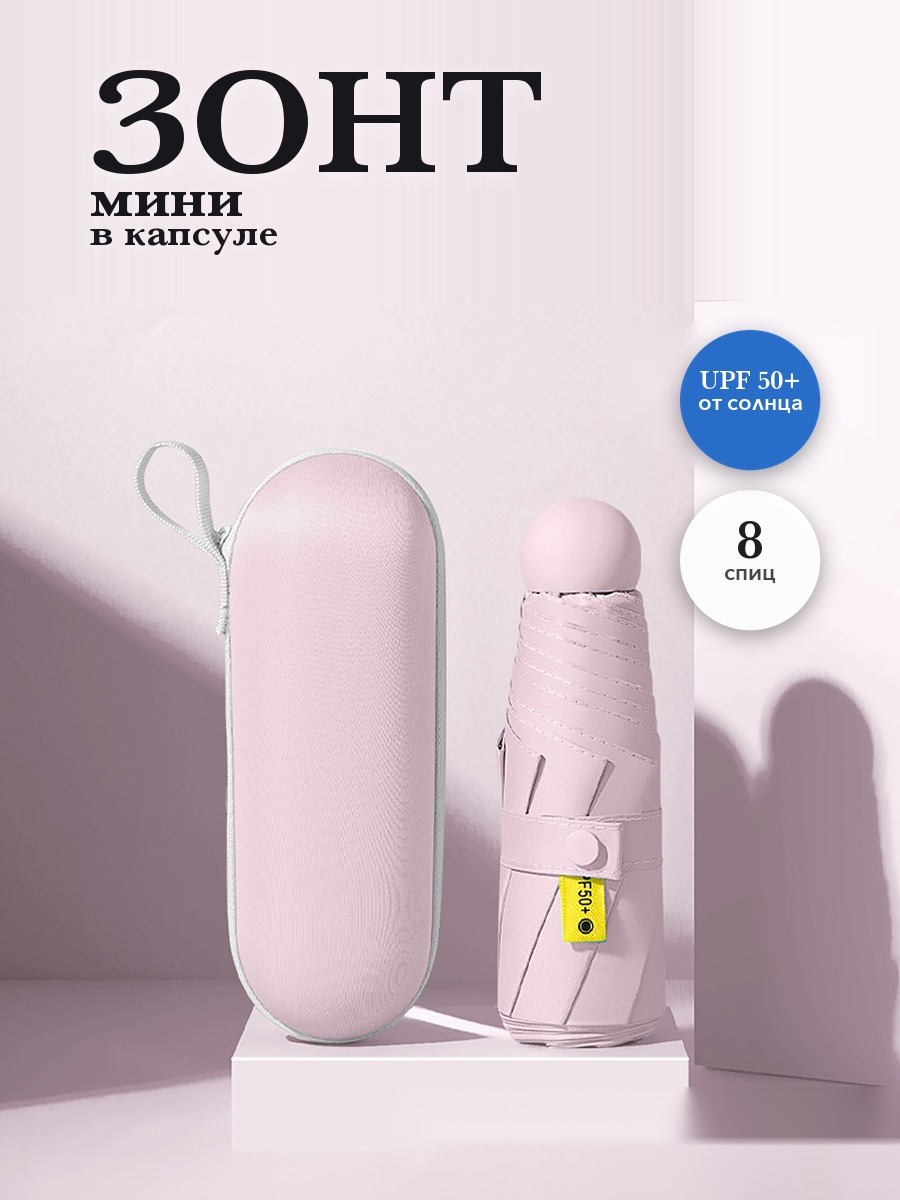 ЗОНТ
мини
в капсуле
UPF 50+
от солнца
8
спиц
PF50+